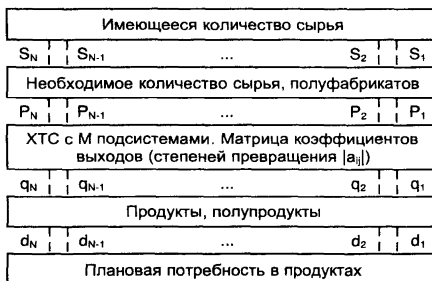 Имеющееся количество сырья
S_N S_N-1 ... S_2 S_1
Необходимое количество сырья, полуфабрикатов
P_N P_N-1 ... P_2 P_1
ХТС с М подсистемами. Матрица коэффициентов
выходов (степеней превращения |a_ij|)
q_N q_N-1 ... q_2 q_1
Продукты, полупродукты
d_N d_N-1 ... d_2 d_1
Плановая потребность в продуктах